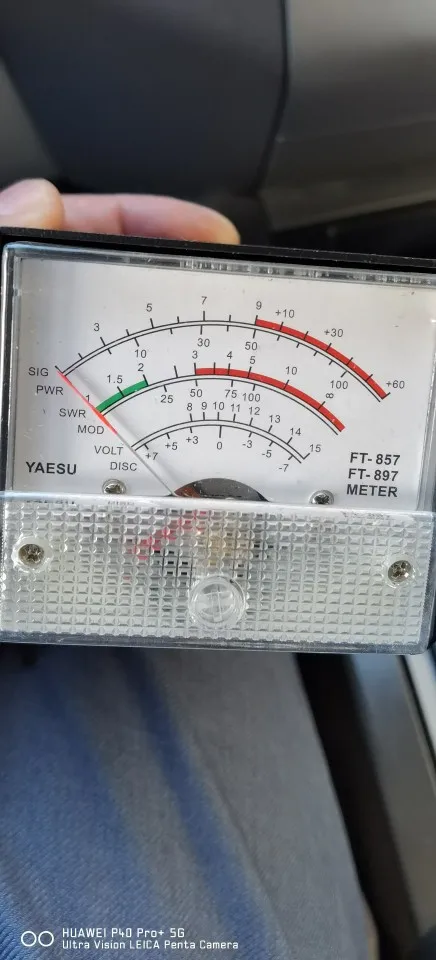 SIG 3 5 7 9 +10 +30 +60
PWR 10 30 50 100
SWR 1 1.5 2 3 4 5 10 ∞
MOD 25 50 75 100
VOLT 8 9 10 11 12 13 14 15
DISC +7 +5 +3 0 -3 -5 -7
YAESU
FT- 857
FT- 897
METER
HUAWEI P40 Pro+ 5G
Ultra Vision LEICA Penta Camera